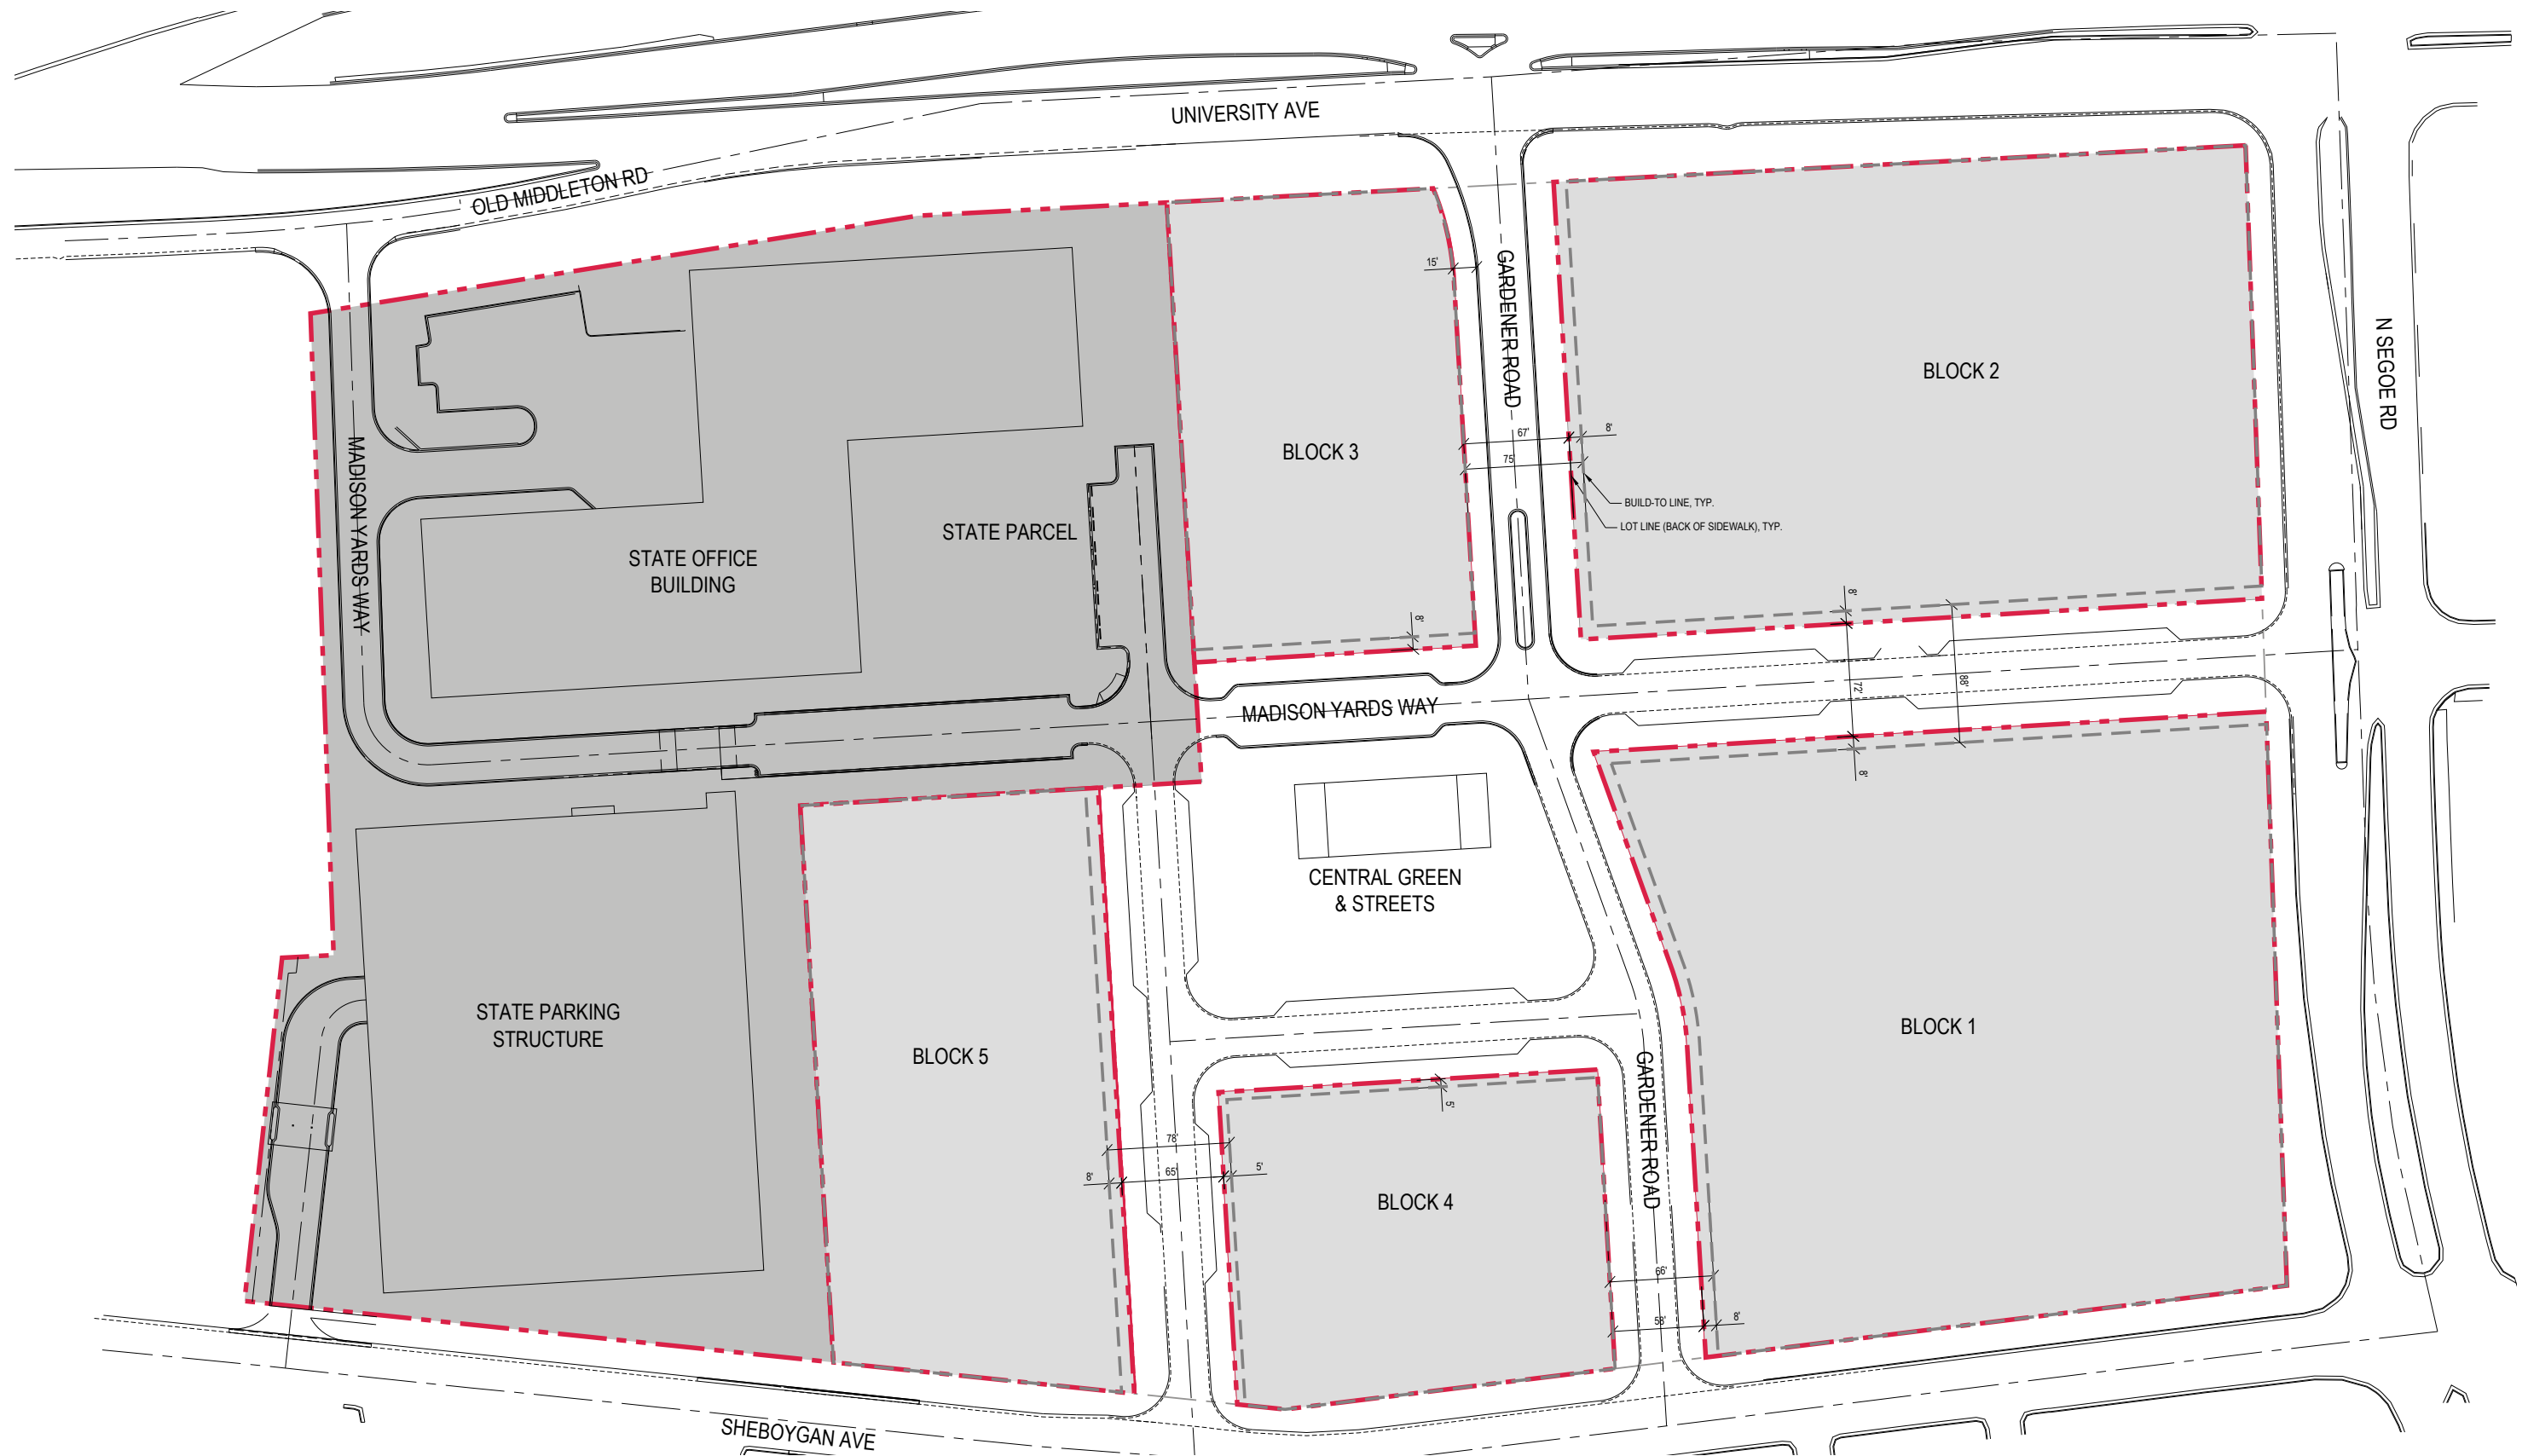 UNIVERSITY AVE
OLD MIDDLETON RD
GARDENER ROAD
N SEGOE RD
MADISON YARDS WAY
15'
BLOCK 2
BLOCK 3
67'
8'
75'
BUILD-TO LINE, TYP.
LOT LINE (BACK OF SIDEWALK), TYP.
STATE PARCEL
STATE OFFICE
BUILDING
8'
8'
72'
88'
8'
MADISON YARDS WAY
CENTRAL GREEN
& STREETS
STATE PARKING
STRUCTURE
BLOCK 5
BLOCK 1
GARDENER ROAD
5'
78'
8'
65'
5'
BLOCK 4
66'
58'
8'
SHEBOYGAN AVE